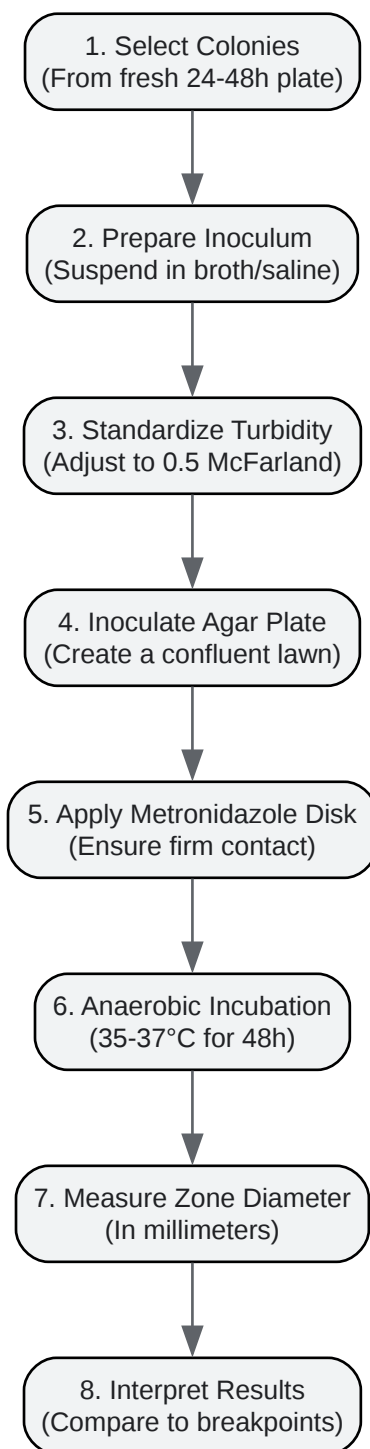 1. Select Colonies
(From fresh 24-48h plate)
2. Prepare Inoculum
(Suspend in broth/saline)
3. Standardize Turbidity
(Adjust to 0.5 McFarland)
4. Inoculate Agar Plate
(Create a confluent lawn)
5. Apply Metronidazole Disk
(Ensure firm contact)
6. Anaerobic Incubation
(35-37°C for 48h)
7. Measure Zone Diameter
(In millimeters)
8. Interpret Results
(Compare to breakpoints)